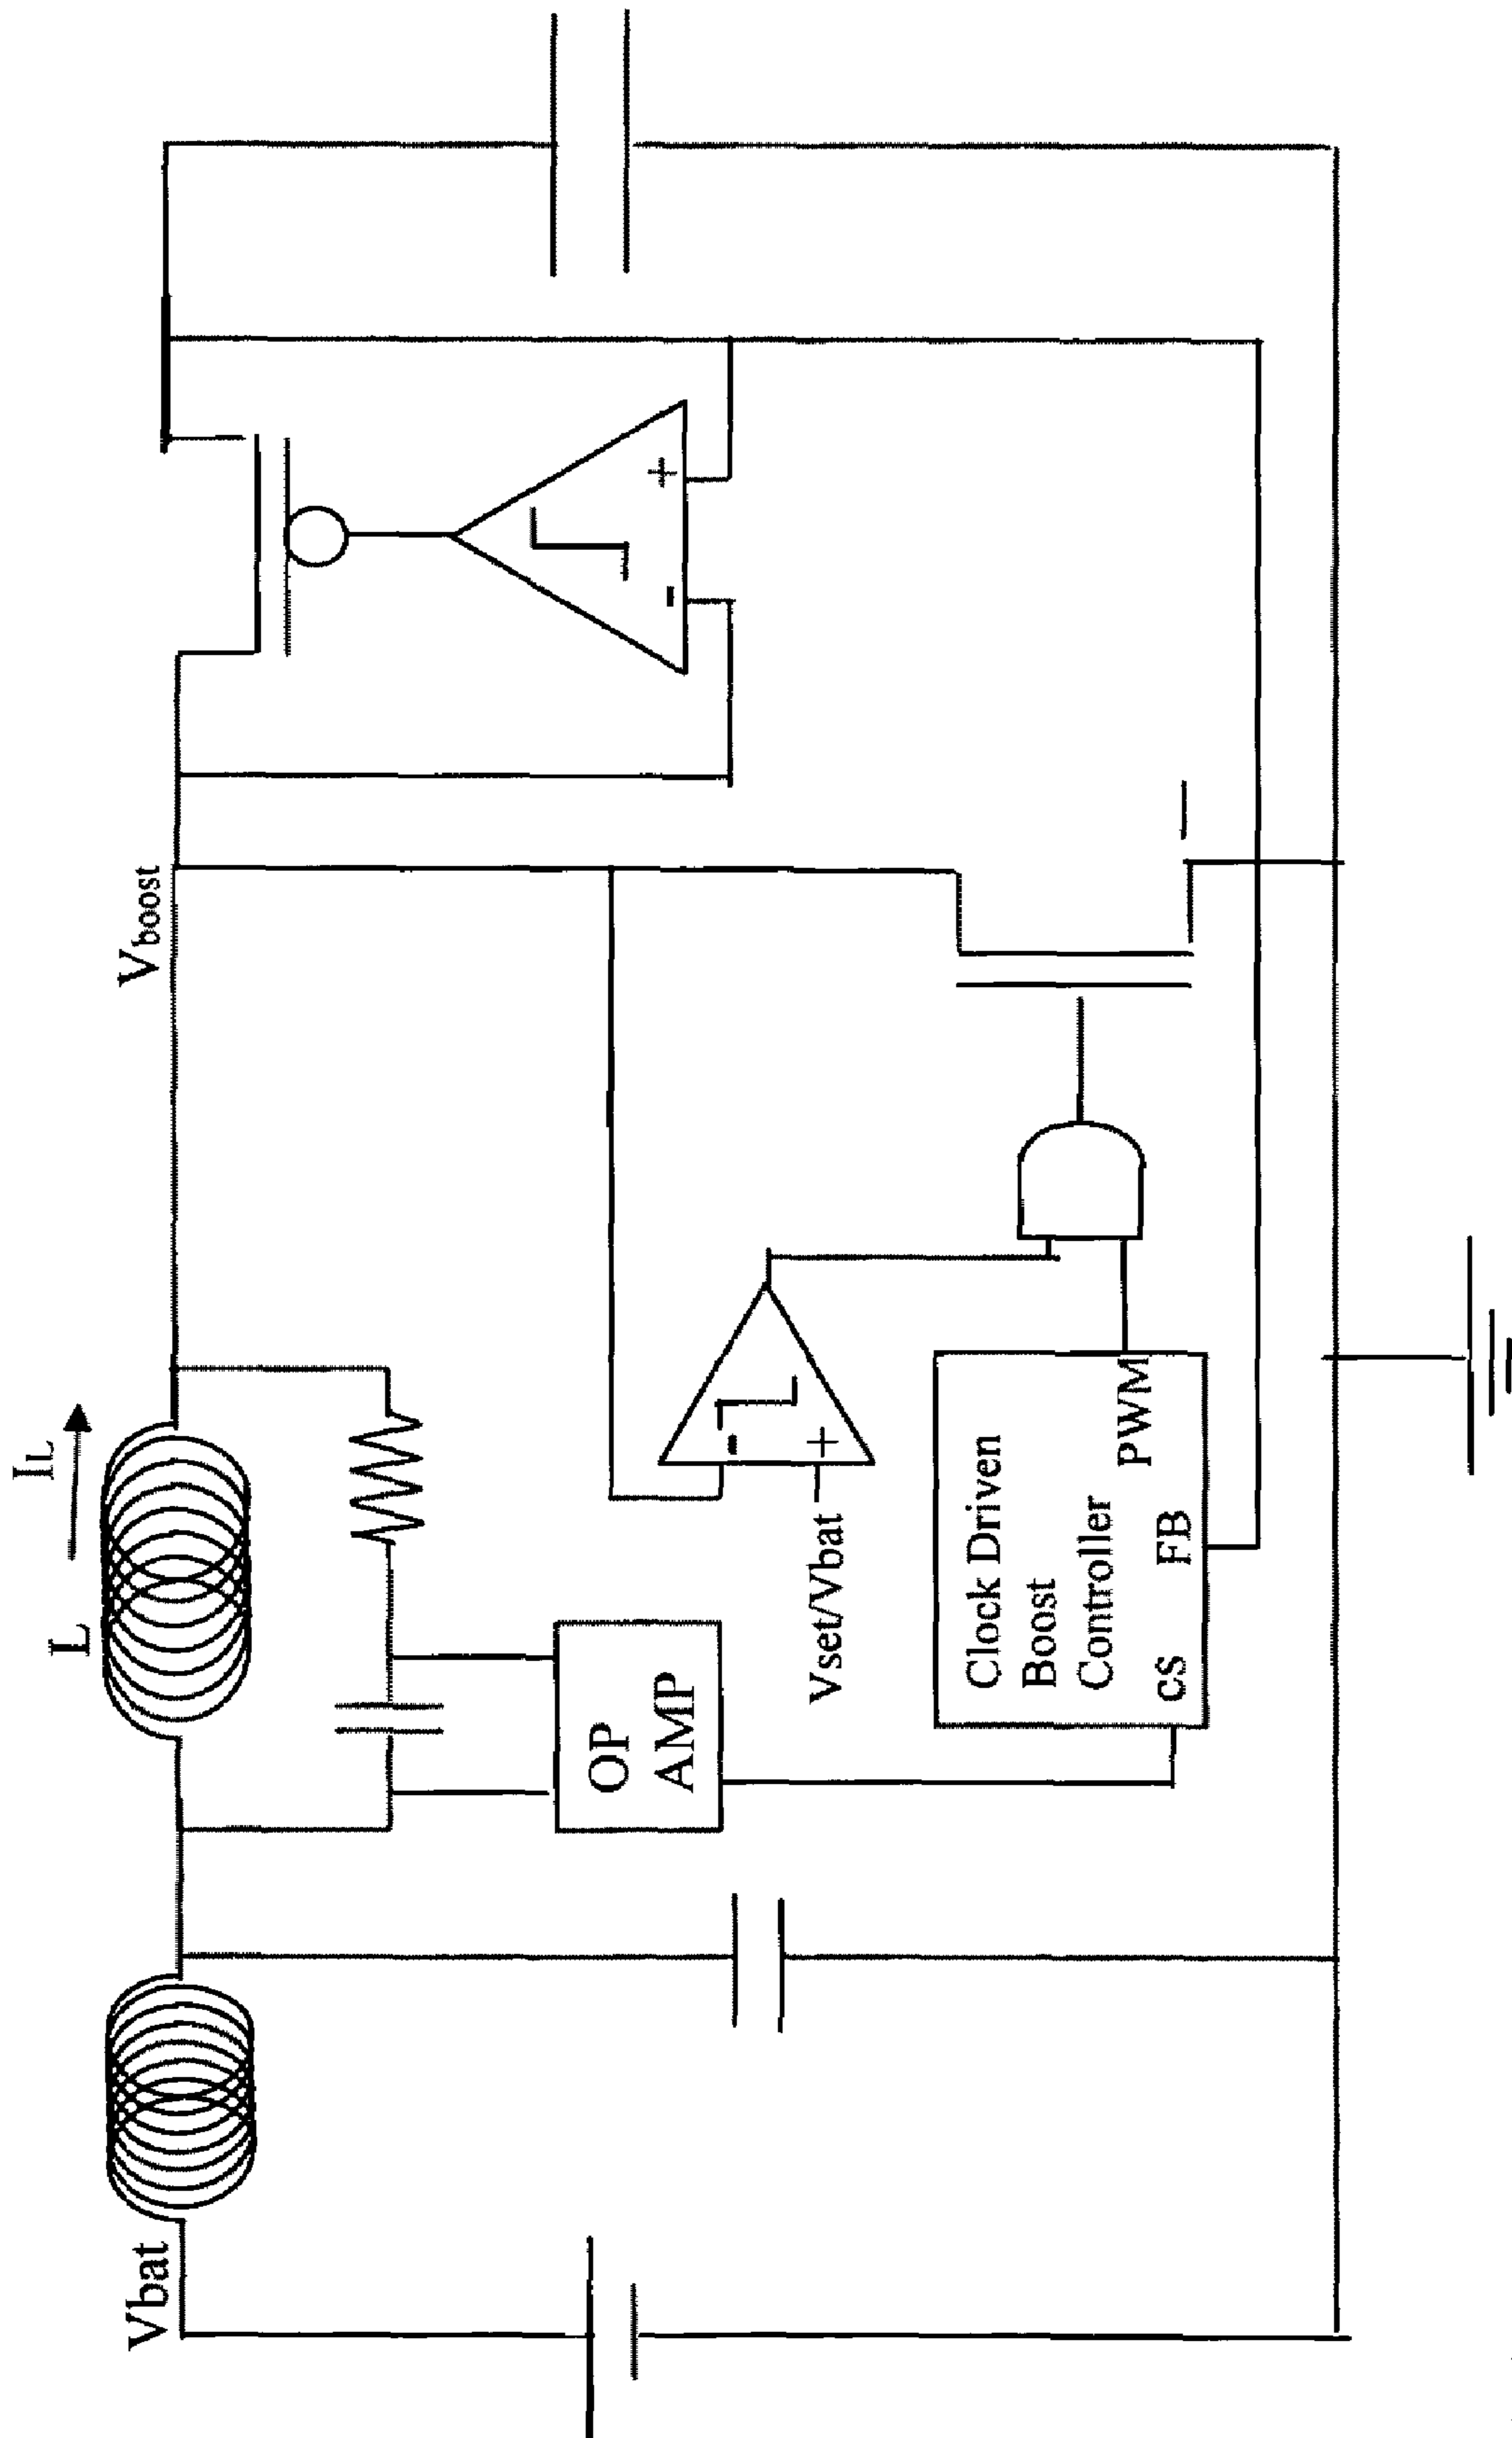 Vbat
L
IL
Vboost
OP
AMP
Vset/Vbat
-
+
-
+
Clock Driven
Boost
Controller
PWM
CS
FB